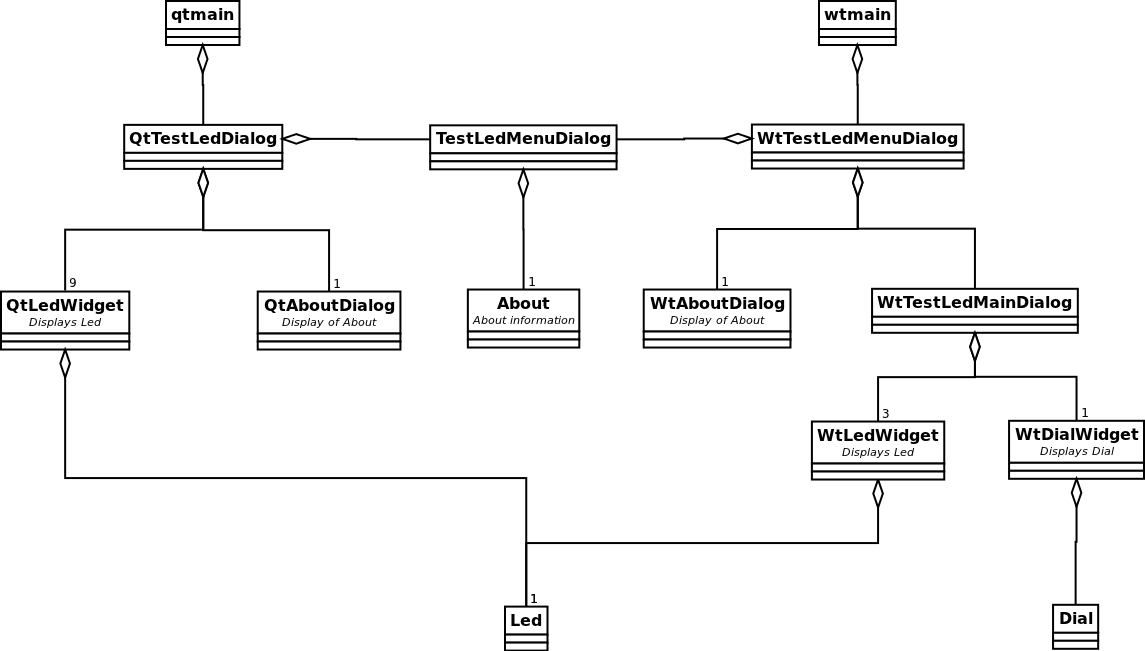 qtmain
wtmain
QtTestLedDialog
TestLedMenuDialog
WtTestLedMenuDialog
9
1
1
1
QtLedWidget
Displays Led
QtAboutDialog
Display of About
About
About information
WtAboutDialog
Display of About
WtTestLedMainDialog
3
1
WtLedWidget
Displays Led
WtDialWidget
Displays Dial
1
Led
Dial